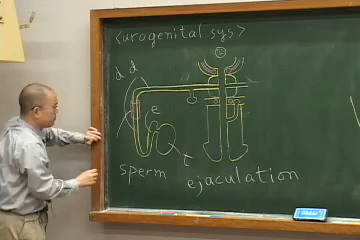 <urogenital sys>
d d
e
t
sperm
ejaculation